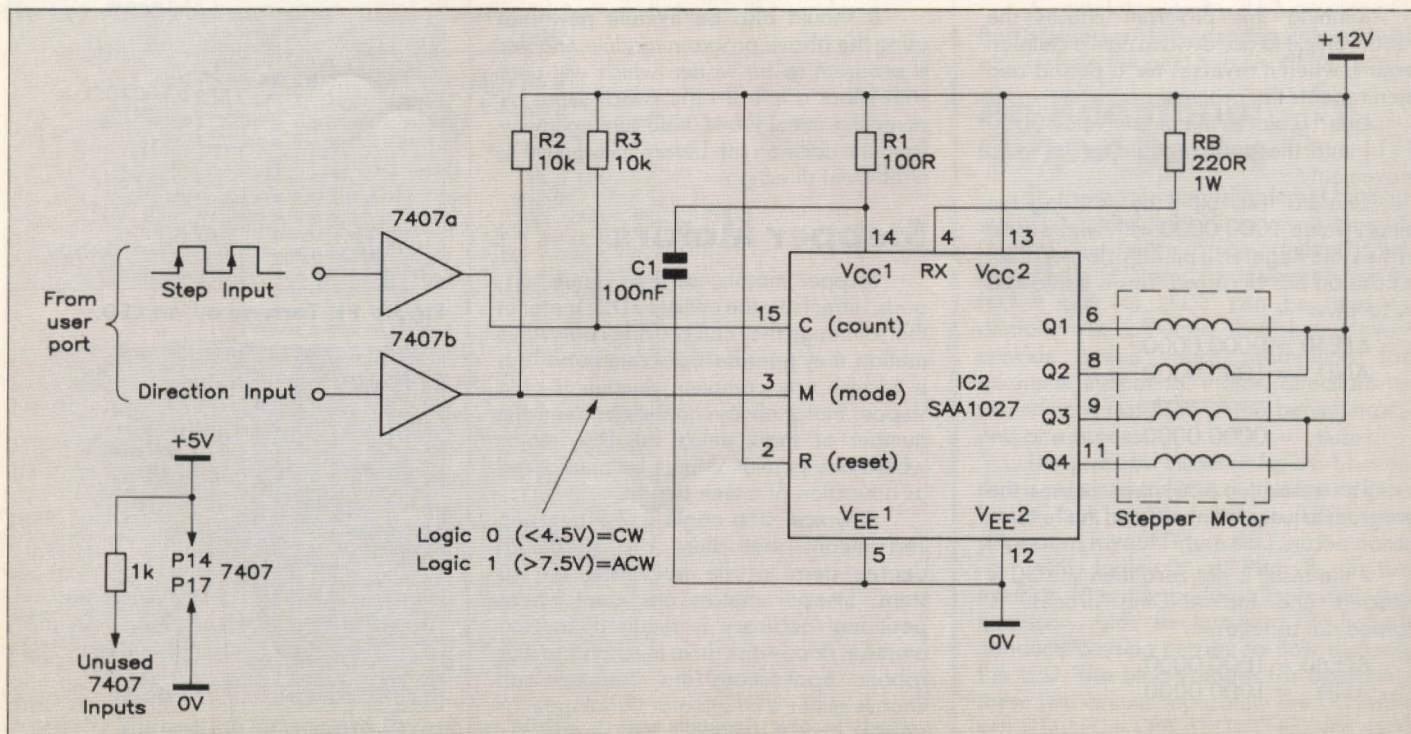 +12V
R2
10k
R3
10k
R1
100R
RB
220R
1W
7407a
C1
100nF
14
4
13
VCC1
RX
VCC2
From
user
port
Step Input
7407b
Direction Input
15
C (count)
3
M (mode)
2
R (reset)
IC2
SAA1027
Q1
6
Q2
8
Q3
9
Q4
11
VEE1
VEE2
5
12
Stepper Motor
0V
Logic 0 (<4.5V)=CW
Logic 1 (>7.5V)=ACW
+5V
1k
P14
P17
7407
Unused
7407
Inputs
0V